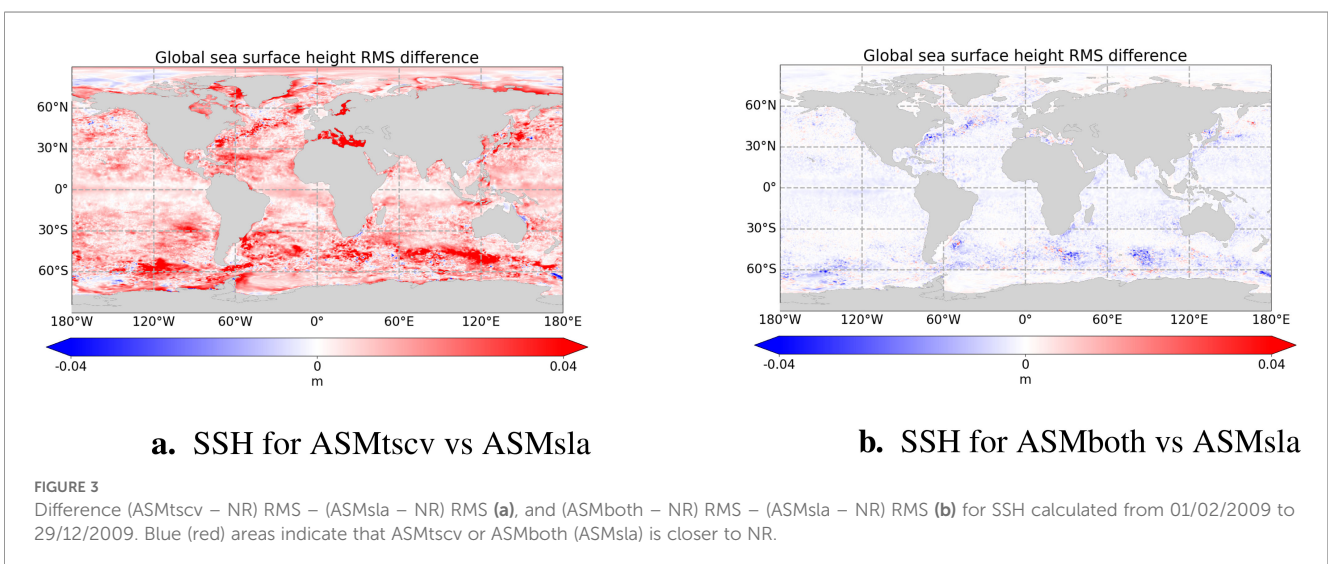 Global sea surface height RMS difference
60°N
30°N
0°
30°S
60°S
180°W 120°W 60°W 0° 60°E 120°E 180°E
-0.04 0 0.04
m
a. SSH for ASMtscv vs ASMsla
Global sea surface height RMS difference
60°N
30°N
0°
30°S
60°S
180°W 120°W 60°W 0° 60°E 120°E 180°E
-0.04 0 0.04
m
b. SSH for ASMboth vs ASMsla
FIGURE 3
Difference (ASMtscv – NR) RMS – (ASMsla – NR) RMS (a), and (ASMboth – NR) RMS – (ASMsla – NR) RMS (b) for SSH calculated from 01/02/2009 to
29/12/2009. Blue (red) areas indicate that ASMtscv or ASMboth (ASMsla) is closer to NR.